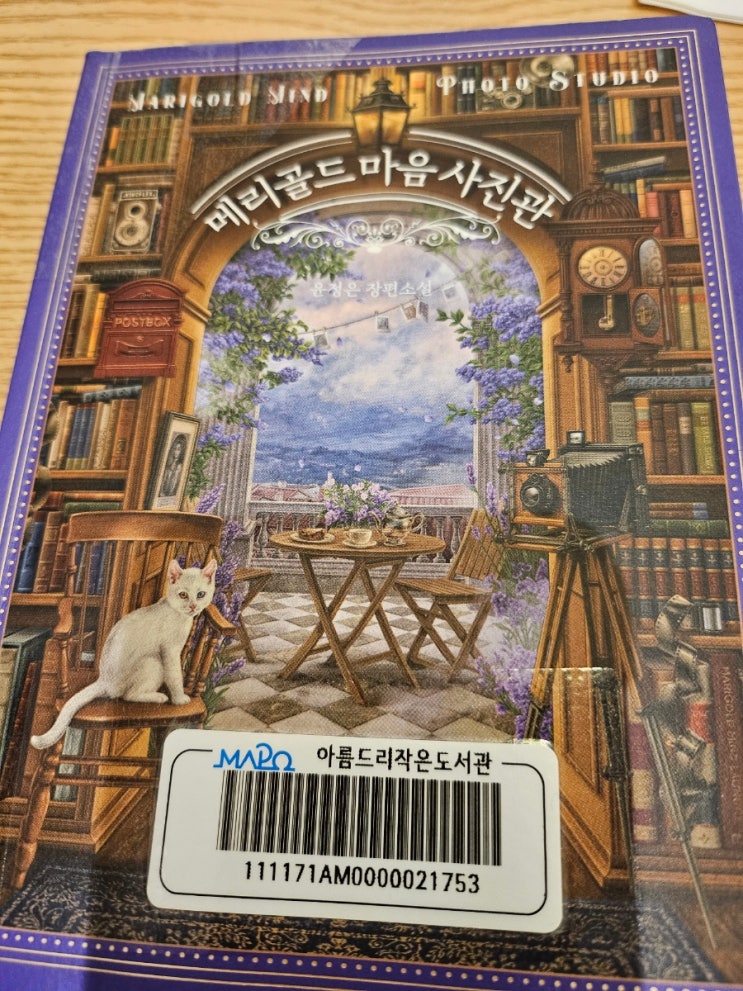 MARIGOLD MIND PHOTO STUDIO
메리골드 마음 사진관
윤정은 장편소설
8
POSTBOX
MAPO 아름드리작은도서관
111171AM0000021753